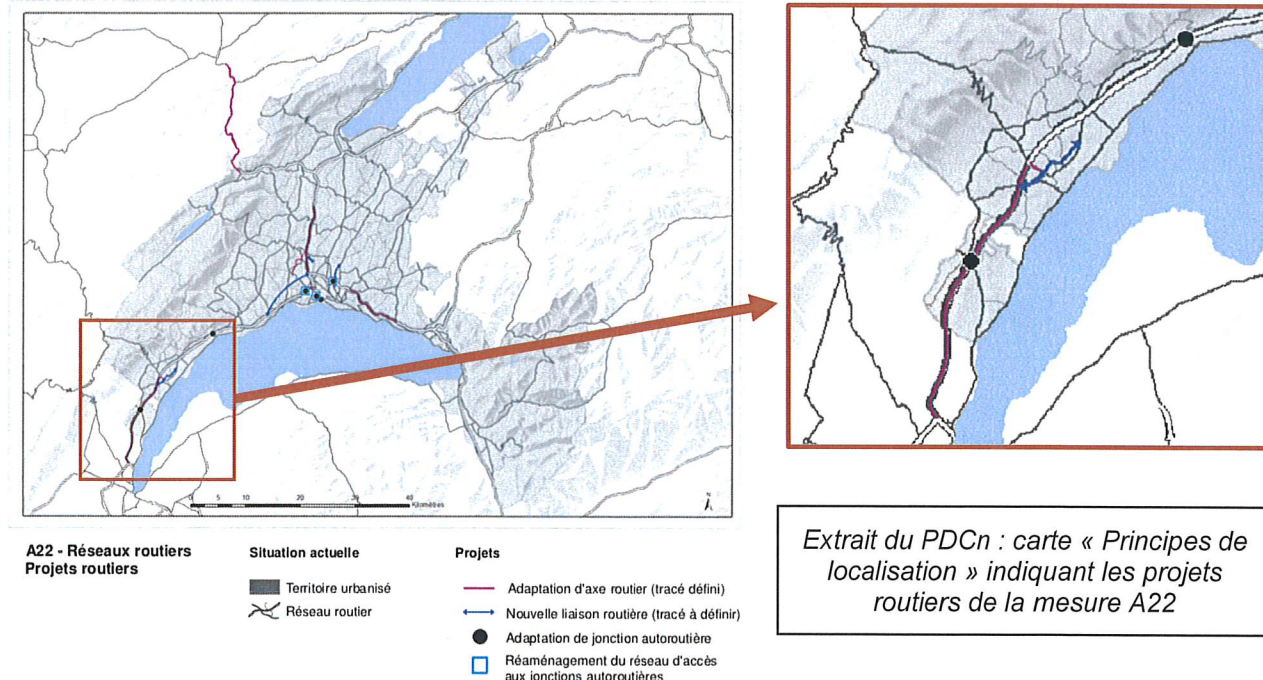 0 5 10 20 30 40
Kilomètres
N
A22 - Réseaux routiers
Projets routiers
Situation actuelle
Territoire urbanisé
Réseau routier
Projets
Adaptation d'axe routier (tracé défini)
Nouvelle liaison routière (tracé à définir)
Adaptation de jonction autoroutière
Réaménagement du réseau d'accès
aux jonctions autoroutières
Extrait du PDCn : carte « Principes de
localisation » indiquant les projets
routiers de la mesure A22